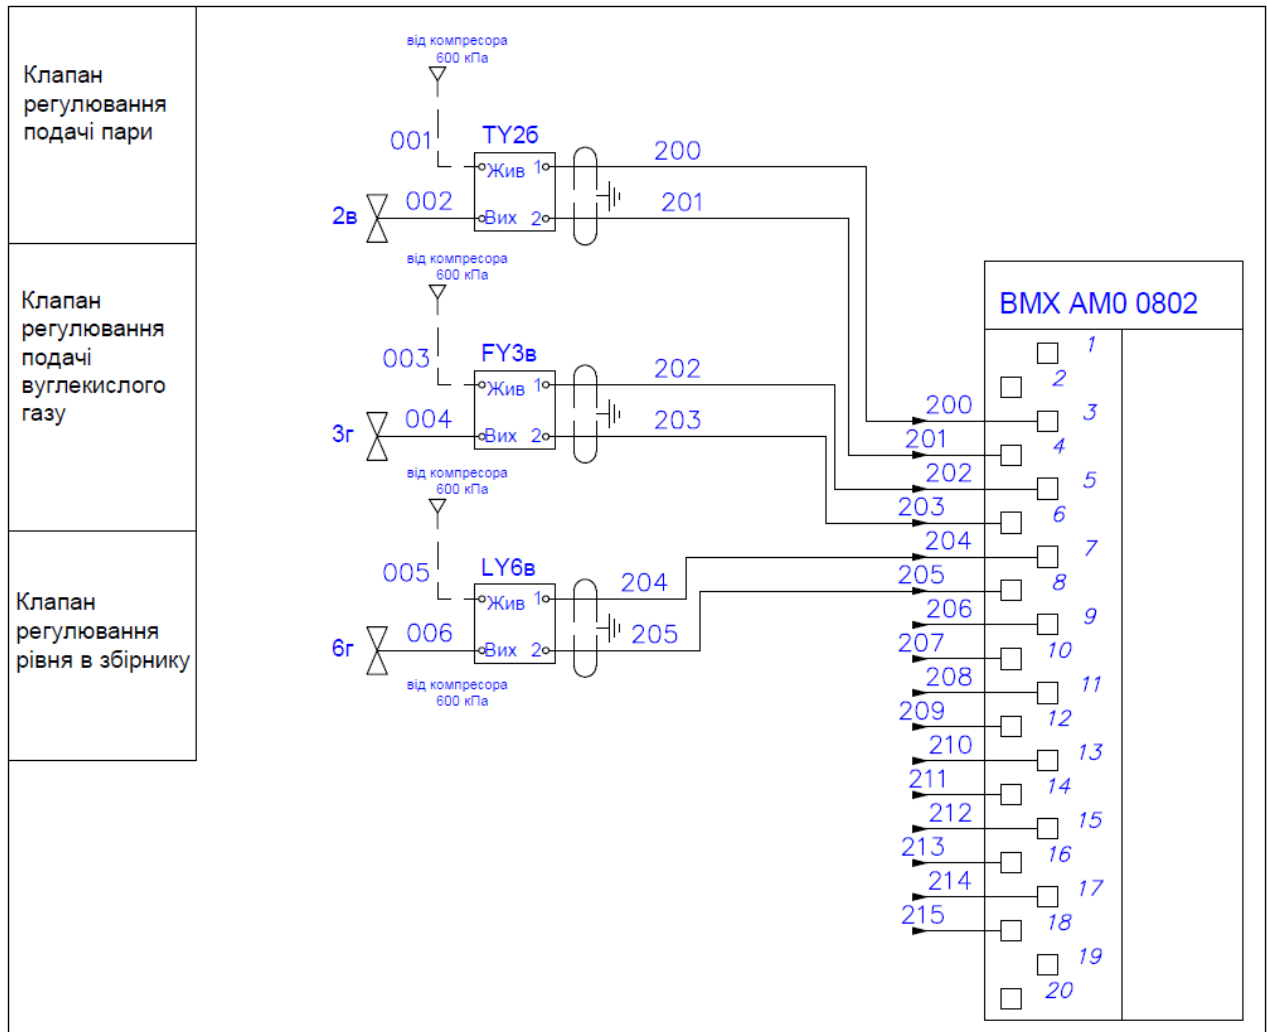 Клапан
регулювання
подачі пари
Клапан
регулювання
подачі
вуглекислого
газу
Клапан
регулювання
рівня в збірнику
від компресора
600 кПа
001
TY2б
Жив 1
200
2в
002
Вих 2
201
від компресора
600 кПа
003
FY3в
Жив 1
202
3г
004
Вих 2
203
від компресора
600 кПа
005
LY6в
Жив 1
204
6г
006
Вих 2
205
від компресора
600 кПа
BMX AM0 0802
1
2
200 3
201 4
202 5
203 6
204 7
205 8
206 9
207 10
208 11
209 12
210 13
211 14
212 15
213 16
214 17
215 18
19
20